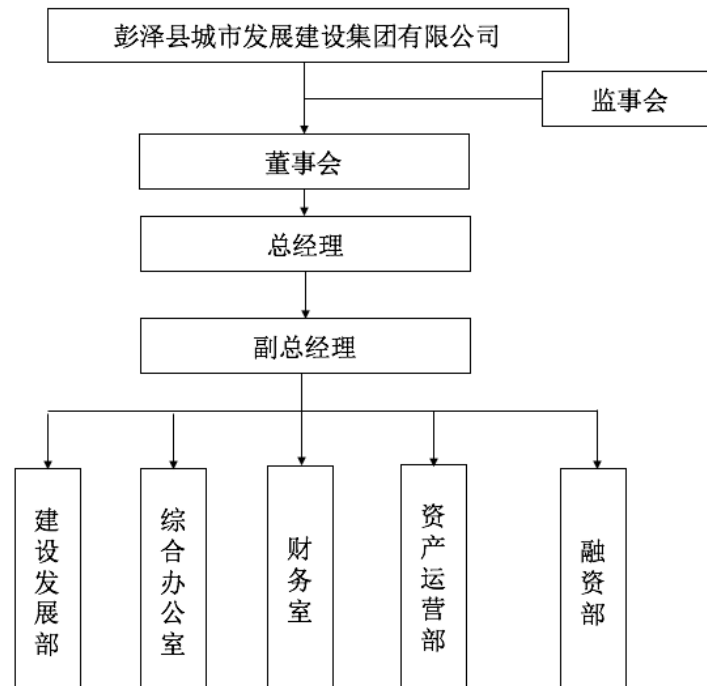 彭泽县城市发展建设集团有限公司
监事会
董事会
总经理
副总经理
建设发展部
综合办公室
财务室
资产运营部
融资部